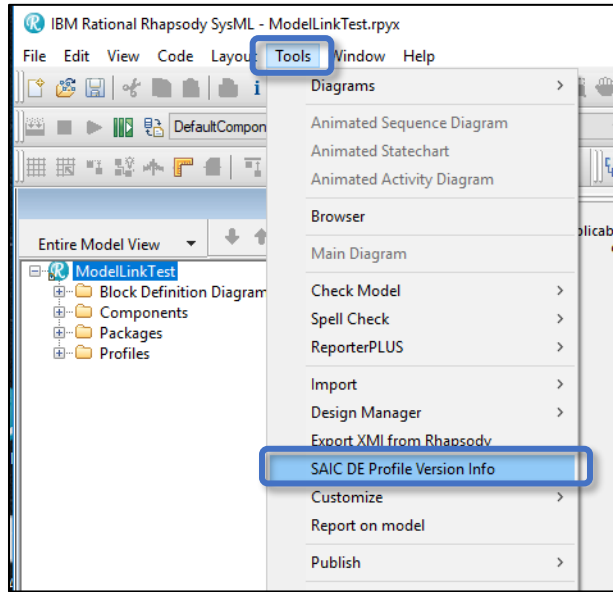 IBM Rational Rhapsody SysML - ModelLinkTest.rpyx
File Edit View Code Layou Tools Window Help
Diagrams
DefaultCompon
Animated Sequence Diagram
Animated Statechart
Animated Activity Diagram
Browser
Main Diagram
Entire Model View
ModelLinkTest
Block Definition Diagram
Components
Packages
Profiles
Check Model
Spell Check
ReporterPLUS
Import
Design Manager
Export XMI from Rhapsody
SAIC DE Profile Version Info
Customize
Report on model
Publish